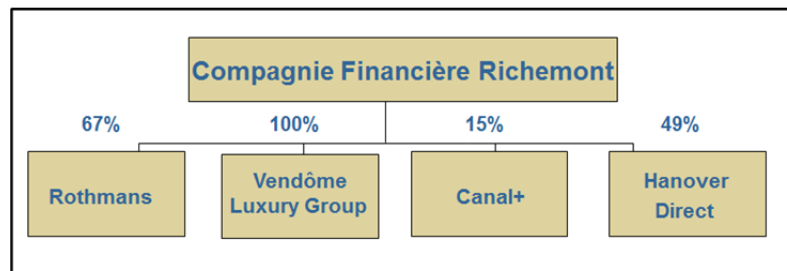 Compagnie Financière Richemont
67%
100%
15%
49%
Rothmans
Vendôme
Luxury Group
Canal+
Hanover
Direct